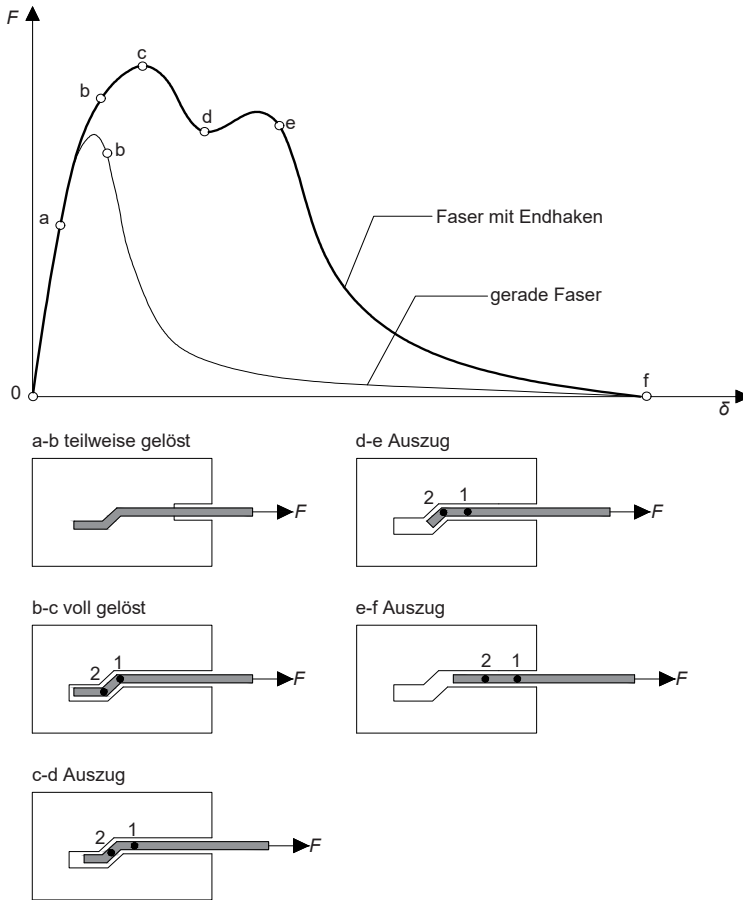 F
c
b
d
e
b
a
Faser mit Endhaken
gerade Faser
0
f
δ
a-b teilweise gelöst
F
d-e Auszug
2 1
F
b-c voll gelöst
2 1
F
e-f Auszug
2 1
F
c-d Auszug
2 1
F